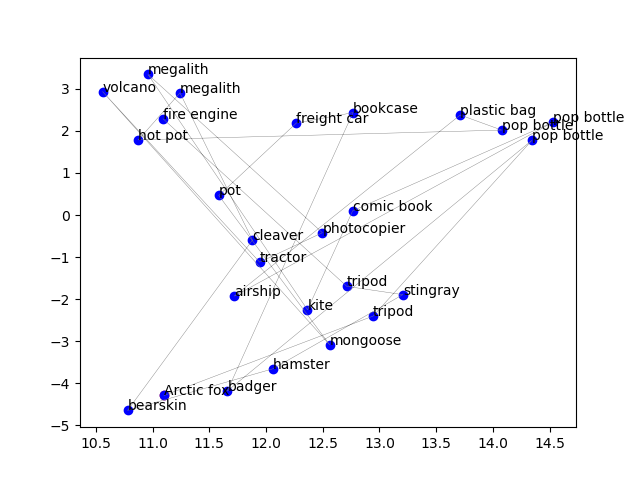 megalith
volcano
megalith
3
fire engine
freight car
bookcase
plastic bag
pop bottle
pop bottle
2
hot pot
pop bottle
1
pot
comic book
0
cleaver
photocopier
−1
tractor
airship
tripod
stingray
−2
kite
tripod
−3
mongoose
hamster
−4
Arctic fox
badger
bearskin
−5
10.5 11.0 11.5 12.0 12.5 13.0 13.5 14.0 14.5